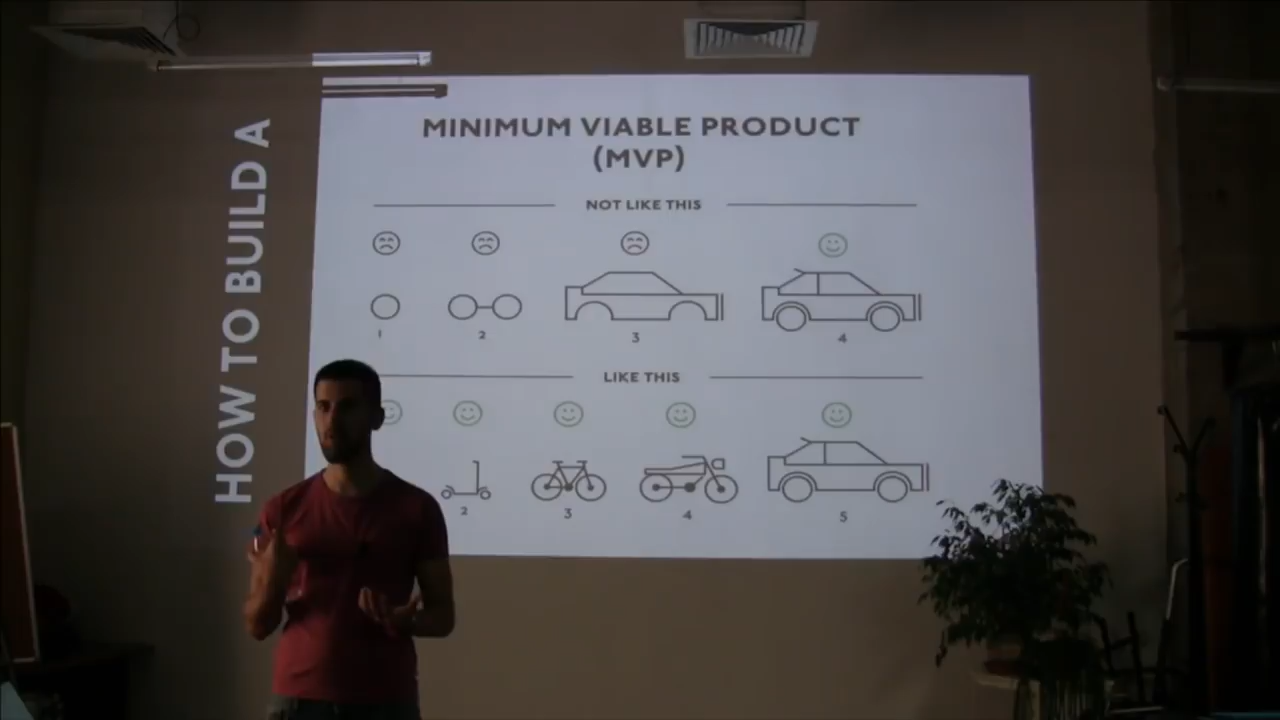 HOW TO BUILD A
MINIMUM VIABLE PRODUCT
(MVP)
NOT LIKE THIS
1 2 3 4
LIKE THIS
2 3 4 5